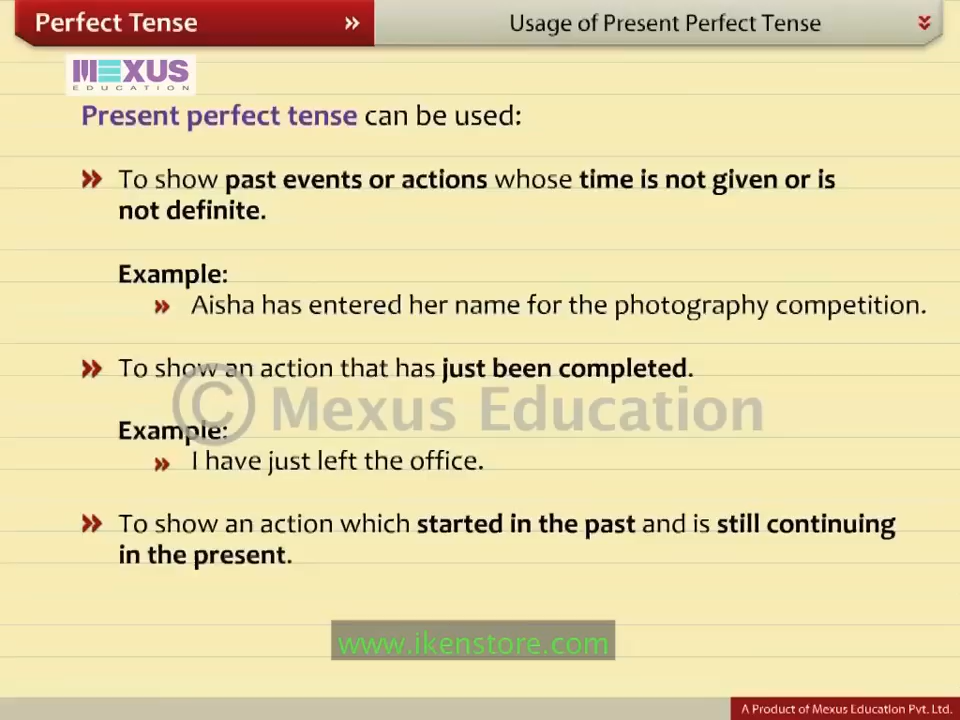 Perfect Tense »
Usage of Present Perfect Tense
MEXUS
EDUCATION
Present perfect tense can be used:
» To show past events or actions whose time is not given or is
not definite.
Example:
» Aisha has entered her name for the photography competition.
» To show an action that has just been completed.
© Mexus Education
Example:
» I have just left the office.
» To show an action which started in the past and is still continuing
in the present.
www.ikenstore.com
A Product of Mexus Education Pvt. Ltd.